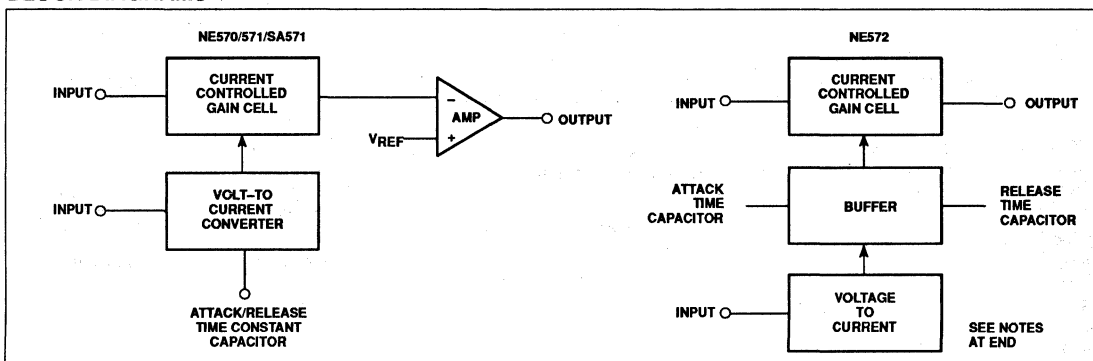 NE570/571/SA571
INPUT
CURRENT
CONTROLLED
GAIN CELL
−
AMP
+
VREF
OUTPUT
INPUT
VOLT–TO
CURRENT
CONVERTER
ATTACK/RELEASE
TIME CONSTANT
CAPACITOR
NE572
INPUT
CURRENT
CONTROLLED
GAIN CELL
OUTPUT
ATTACK
TIME
CAPACITOR
BUFFER
RELEASE
TIME
CAPACITOR
INPUT
VOLTAGE
TO
CURRENT
SEE NOTES
AT END